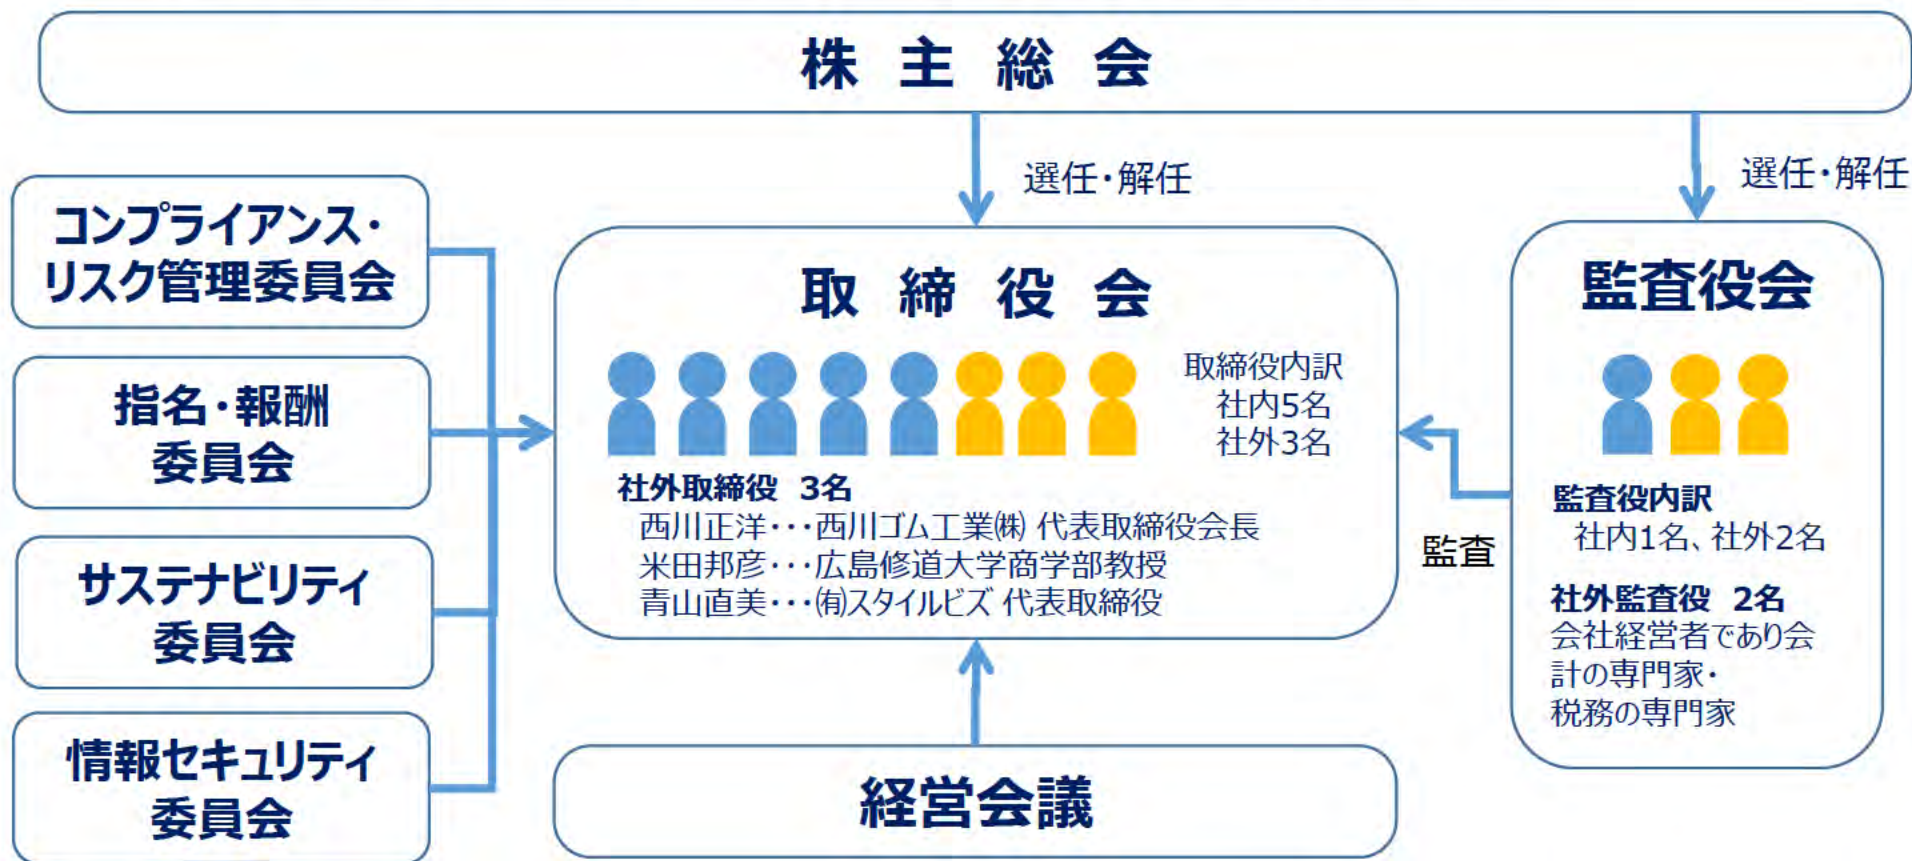 株主総会
選任・解任
選任・解任
コンプライアンス・
リスク管理委員会
指名・報酬
委員会
サステナビリティ
委員会
情報セキュリティ
委員会
取締役会
取締役内訳
社内5名
社外3名
社外取締役 3名
西川正洋・・・西川ゴム工業㈱ 代表取締役会長
米田邦彦・・・広島修道大学商学部教授
青山直美・・・㈲スタイルビズ 代表取締役
監査
監査役会
監査役内訳
社内1名、社外2名
社外監査役 2名
会社経営者であり会
計の専門家・
税務の専門家
経営会議